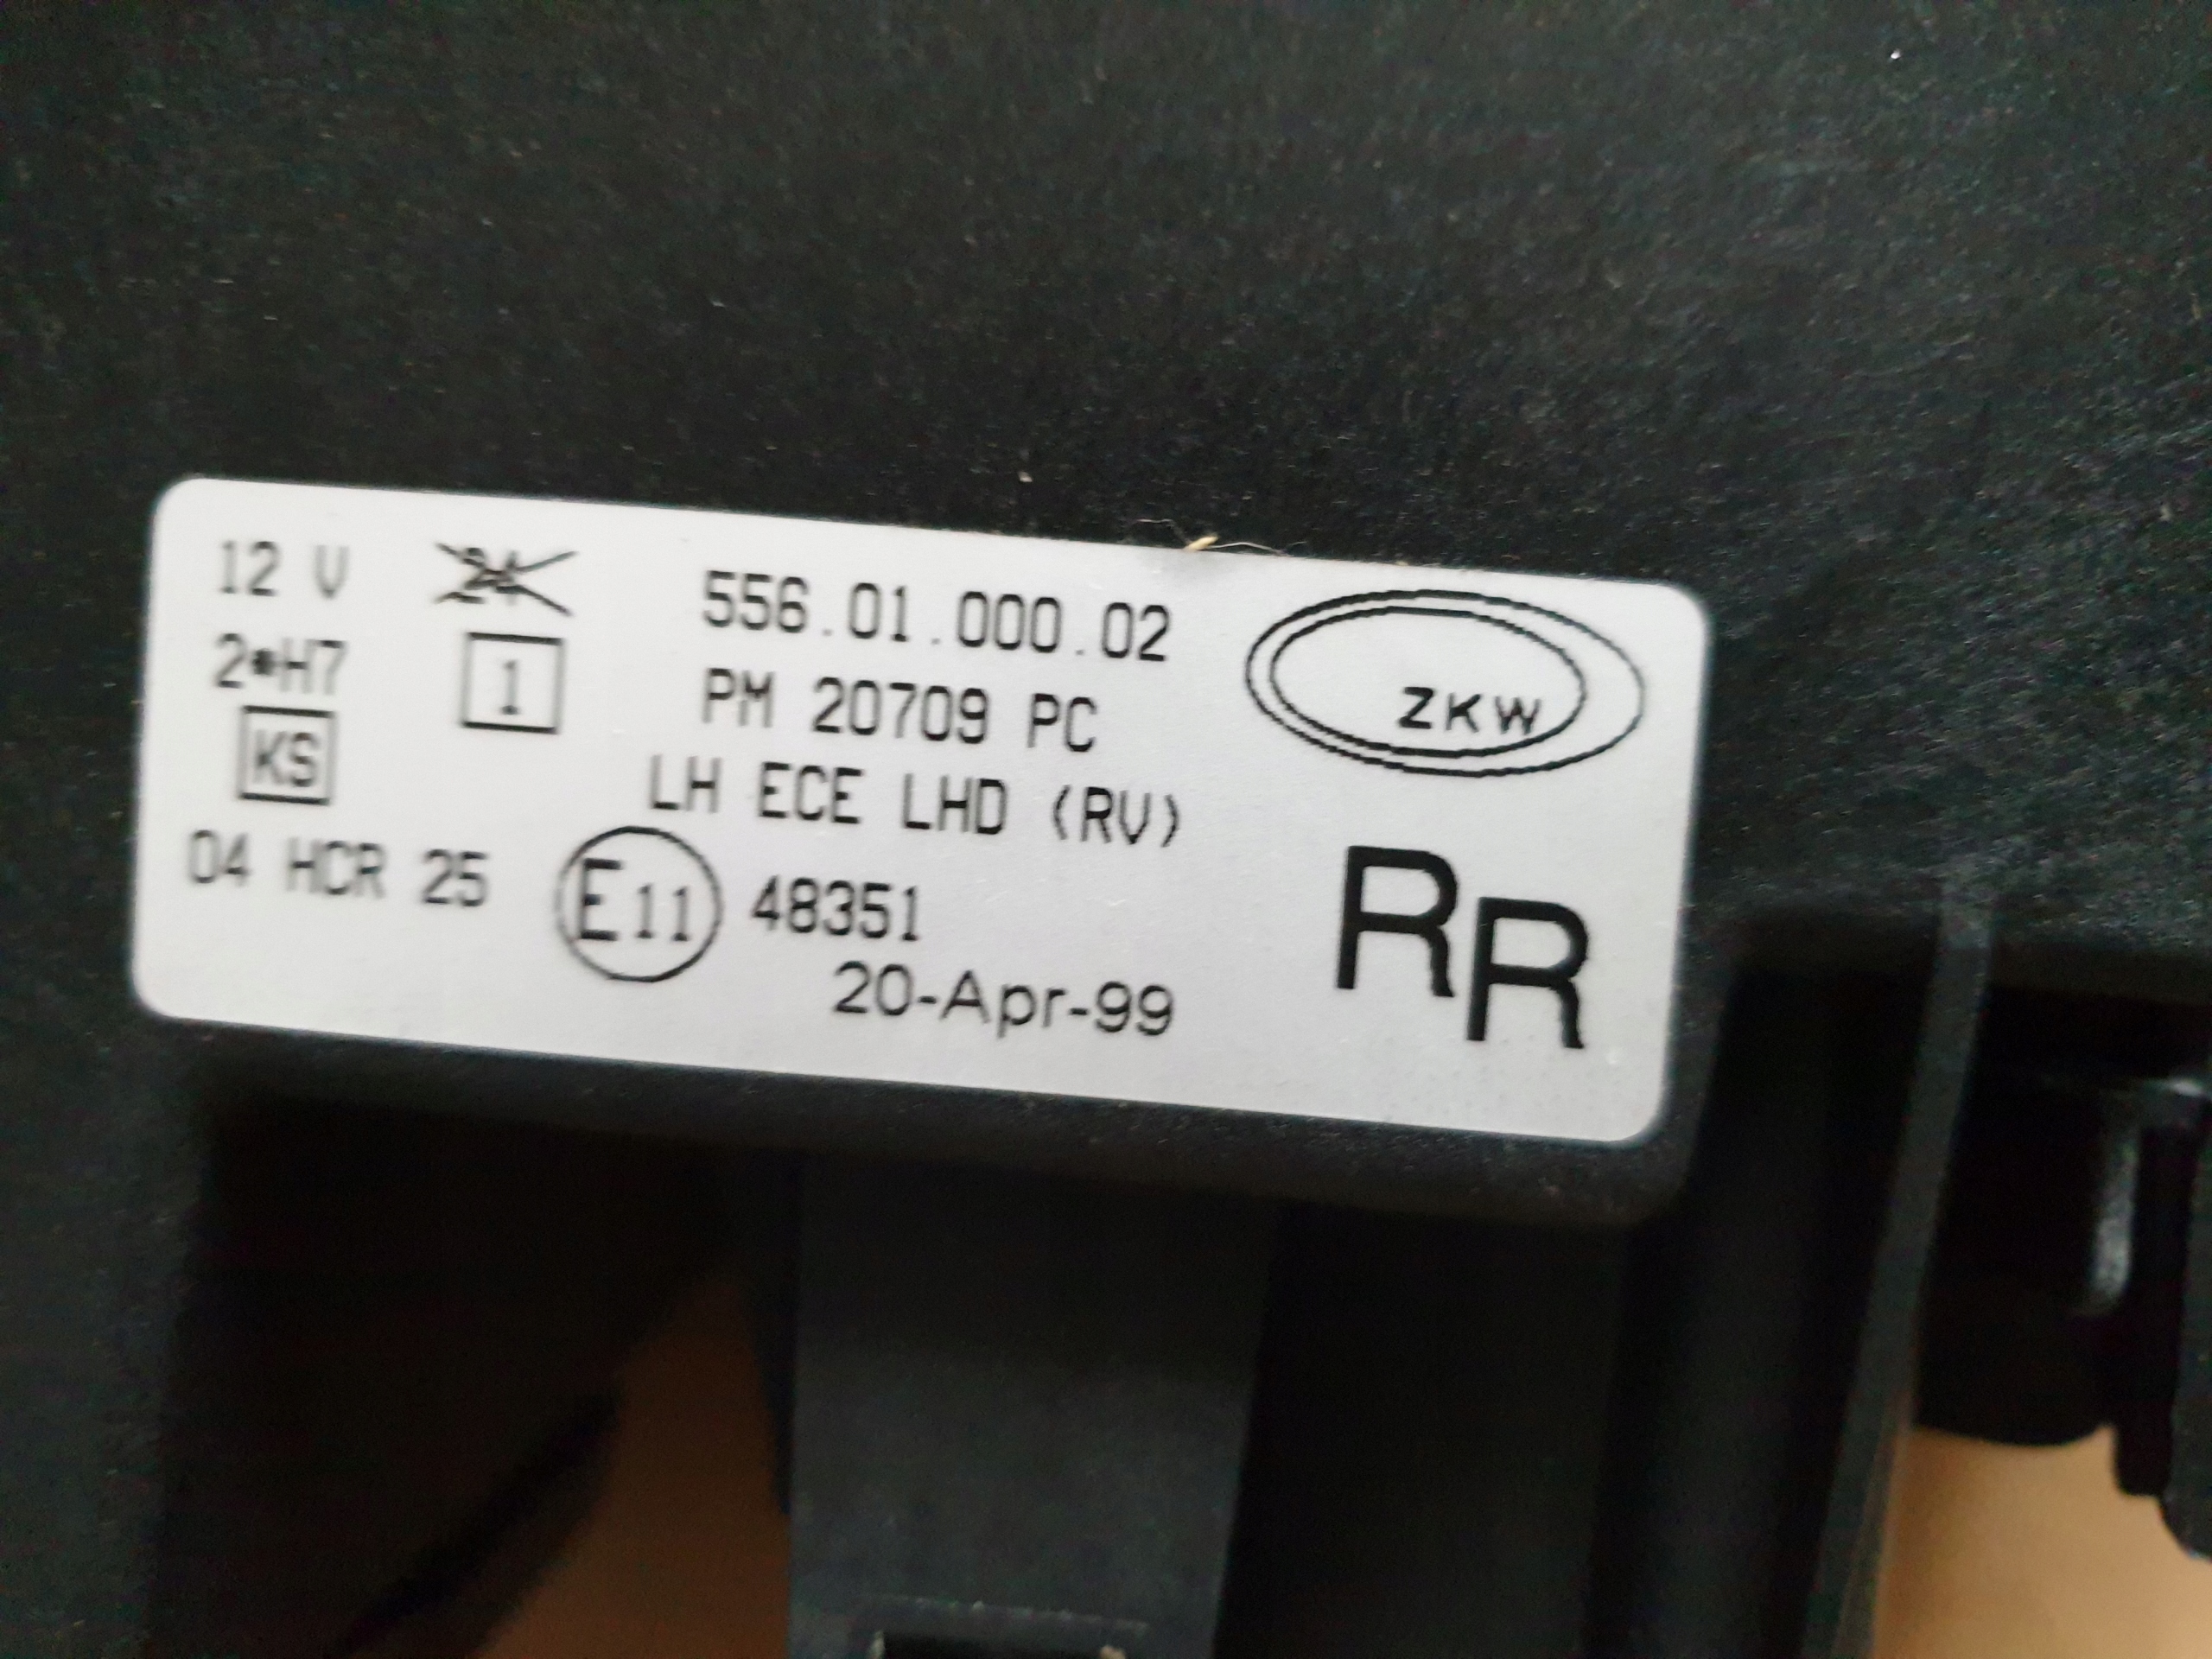 12 V 24 556.01.000.02
2*H7 1 PM 20709 PC ZKW
KS LH ECE LHD (RV)
04 HCR 25 E11 48351 RR
20-Apr-99